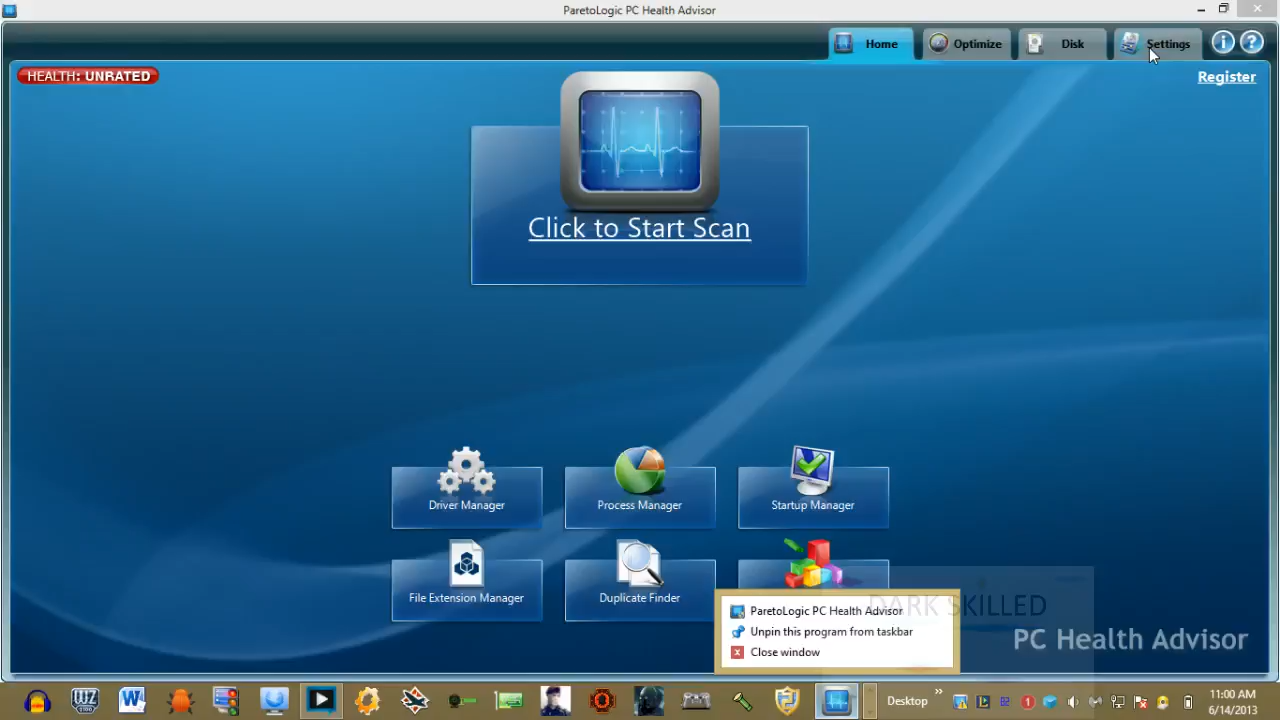 ParetoLogic PC Health Advisor
Home
Optimize
Disk
Settings
HEALTH: UNRATED
Register
Click to Start Scan
Driver Manager
Process Manager
Startup Manager
File Extension Manager
Duplicate Finder
DARK SKILLED
ParetoLogic PC Health Advisor
Unpin this program from taskbar
Close window
PC Health Advisor
WZ
2100
W
Desktop
11:00 AM
6/14/2013